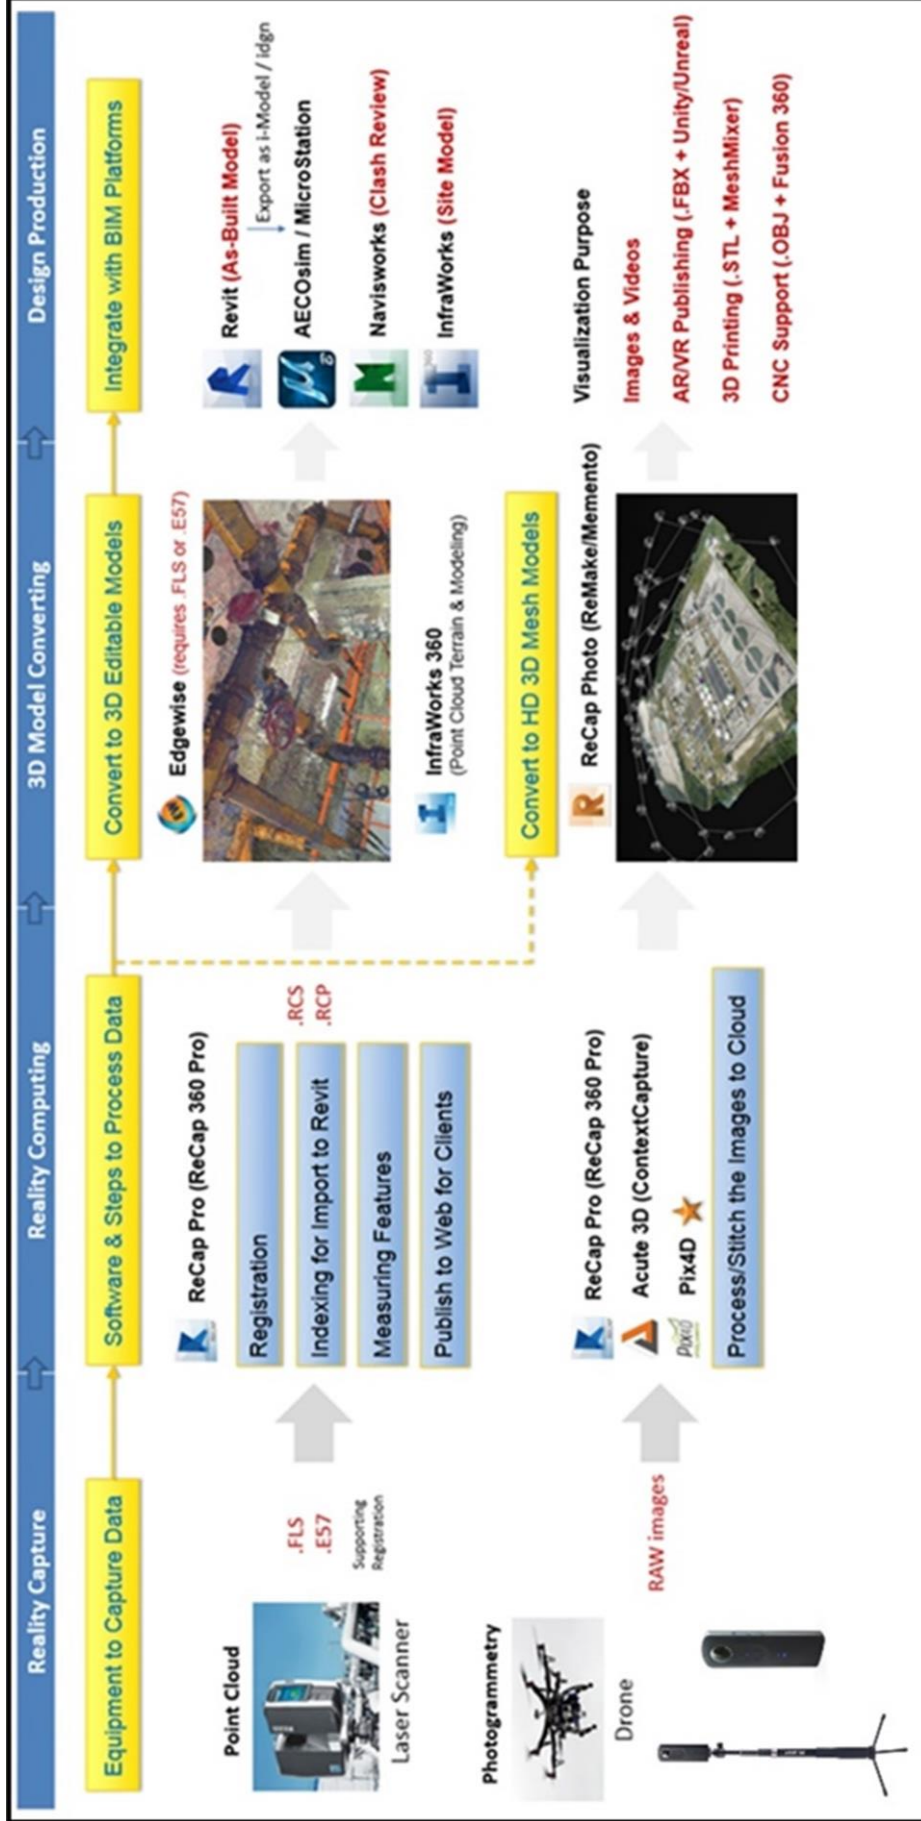 Reality Capture
Reality Computing
3D Model Converting
Design Production
Equipment to Capture Data
Software & Steps to Process Data
Convert to 3D Editable Models
Integrate with BIM Platforms
Point Cloud
Laser Scanner
.FLS
.E57
Supporting
Registration
ReCap Pro (ReCap 360 Pro)
Registration
Indexing for Import to Revit
Measuring Features
Publish to Web for Clients
.RCS
.RCP
Edgewise (requires .FLS or .E57)
InfraWorks 360
(Point Cloud Terrain & Modeling)
Revit (As-Built Model)
Export as i-Model / idgn
AECOsim / MicroStation
Navisworks (Clash Review)
InfraWorks (Site Model)
Photogrammetry
Drone
RAW images
ReCap Pro (ReCap 360 Pro)
Acute 3D (ContextCapture)
Pix4D
Process/Stitch the Images to Cloud
Convert to HD 3D Mesh Models
ReCap Photo (ReMake/Memento)
Visualization Purpose
Images & Videos
AR/VR Publishing (.FBX + Unity/Unreal)
3D Printing (.STL + MeshMixer)
CNC Support (.OBJ + Fusion 360)